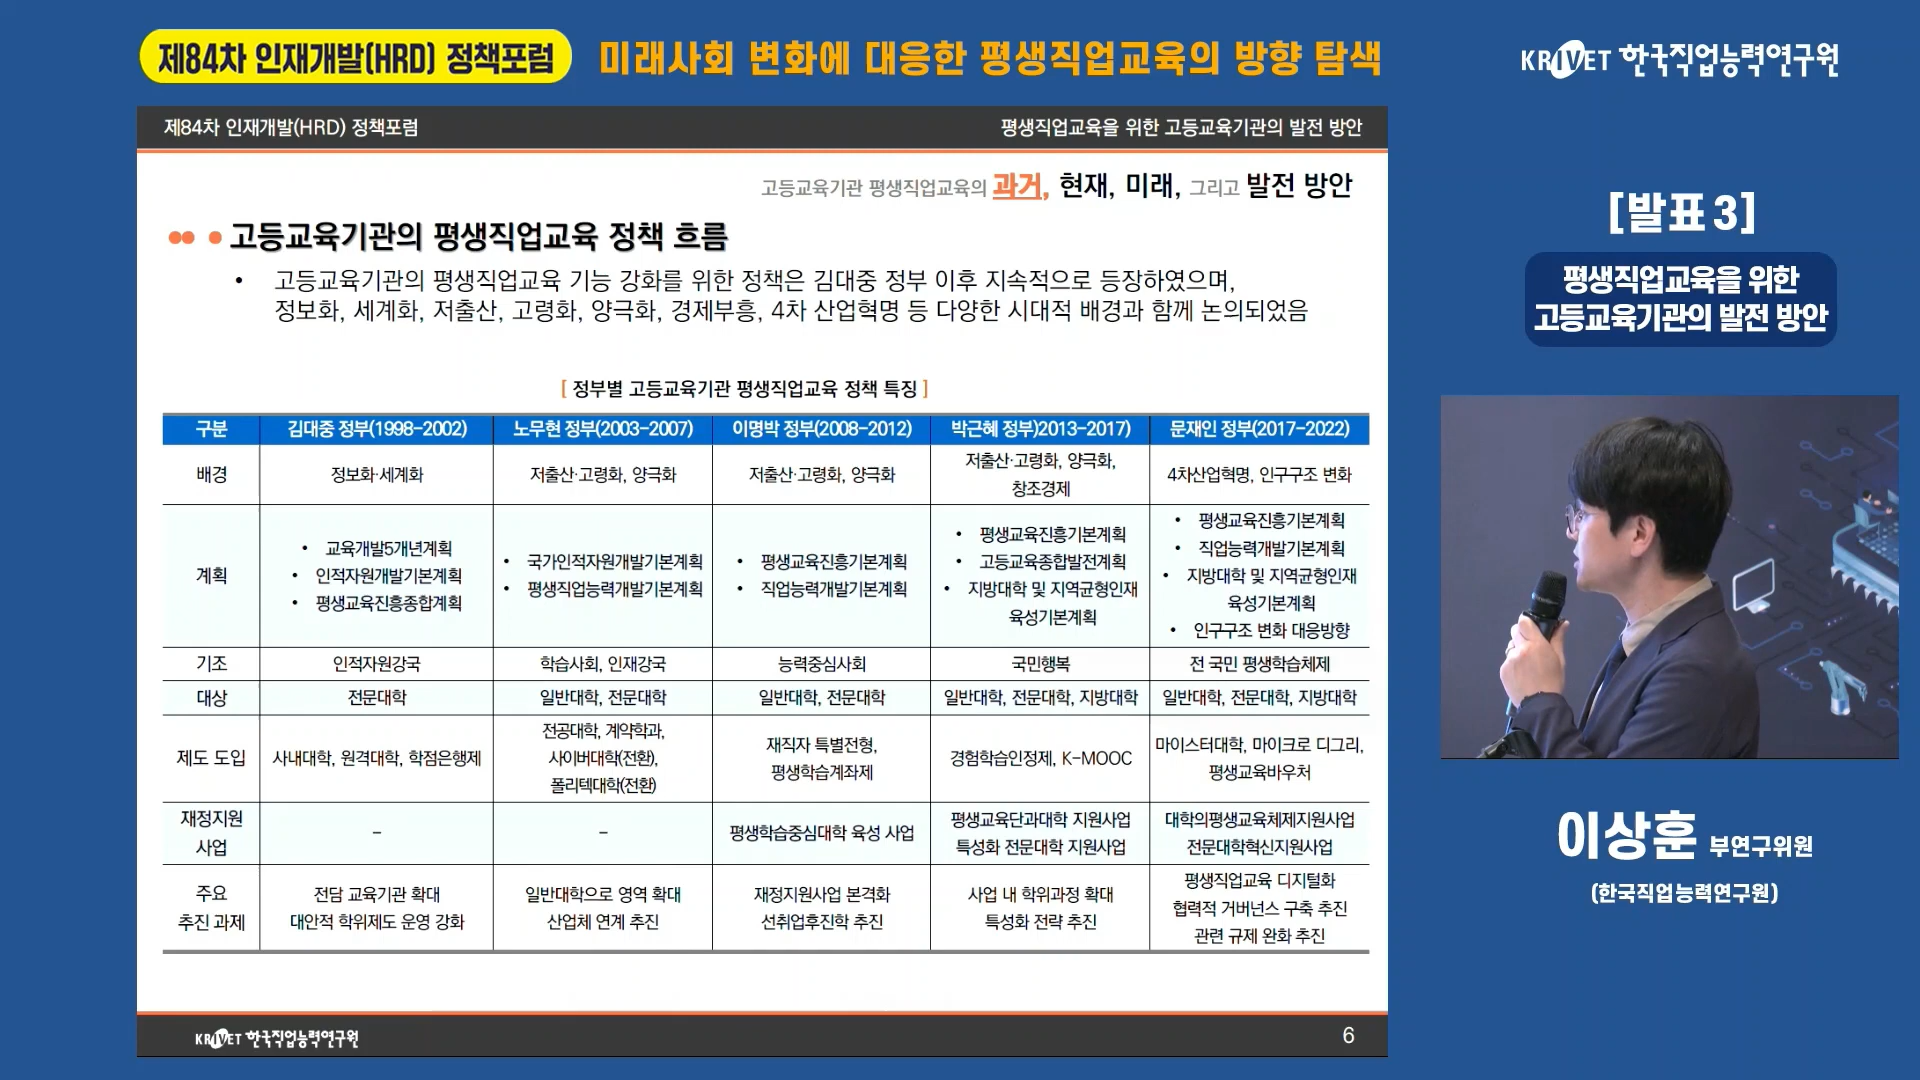 제84차 인재개발(HRD) 정책포럼
미래사회 변화에 대응한 평생직업교육의 방향 탐색
KRIVET 한국직업능력연구원
제84차 인재개발(HRD) 정책포럼
평생직업교육을 위한 고등교육기관의 발전 방안
고등교육기관 평생직업교육의 과거, 현재, 미래, 그리고 발전 방안
고등교육기관의 평생직업교육 정책 흐름
• 고등교육기관의 평생직업교육 기능 강화를 위한 정책은 김대중 정부 이후 지속적으로 등장하였으며,
정보화, 세계화, 저출산, 고령화, 양극화, 경제부흥, 4차 산업혁명 등 다양한 시대적 배경과 함께 논의되었음
[ 정부별 고등교육기관 평생직업교육 정책 특징 ]
구분
김대중 정부(1998-2002)
노무현 정부(2003-2007)
이명박 정부(2008-2012)
박근혜 정부)2013-2017)
문재인 정부(2017-2022)
배경
정보화·세계화
저출산·고령화, 양극화
저출산·고령화, 양극화
저출산·고령화, 양극화,
창조경제
4차산업혁명, 인구구조 변화
계획
• 교육개발5개년계획
• 인적자원개발기본계획
• 평생교육진흥종합계획
• 국가인적자원개발기본계획
• 평생직업능력개발기본계획
• 평생교육진흥기본계획
• 직업능력개발기본계획
• 평생교육진흥기본계획
• 고등교육종합발전계획
• 지방대학 및 지역균형인재
육성기본계획
• 평생교육진흥기본계획
• 직업능력개발기본계획
• 지방대학 및 지역균형인재
육성기본계획
• 인구구조 변화 대응방향
기조
인적자원강국
학습사회, 인재강국
능력중심사회
국민행복
전 국민 평생학습체제
대상
전문대학
일반대학, 전문대학
일반대학, 전문대학
일반대학, 전문대학, 지방대학
일반대학, 전문대학, 지방대학
제도 도입
사내대학, 원격대학, 학점은행제
전공대학, 계약학과,
사이버대학(전환),
폴리텍대학(전환)
재직자 특별전형,
평생학습계좌제
경험학습인정제, K-MOOC
마이스터대학, 마이크로 디그리,
평생교육바우처
재정지원
사업
-
-
평생학습중심대학 육성 사업
평생교육단과대학 지원사업
특성화 전문대학 지원사업
대학의평생교육체제지원사업
전문대학혁신지원사업
주요
추진 과제
전담 교육기관 확대
대안적 학위제도 운영 강화
일반대학으로 영역 확대
산업체 연계 추진
재정지원사업 본격화
선취업후진학 추진
사업 내 학위과정 확대
특성화 전략 추진
평생직업교육 디지털화
협력적 거버넌스 구축 추진
관련 규제 완화 추진
KRIVET 한국직업능력연구원
6
[발표 3]
평생직업교육을 위한
고등교육기관의 발전 방안
이상훈 부연구위원
(한국직업능력연구원)